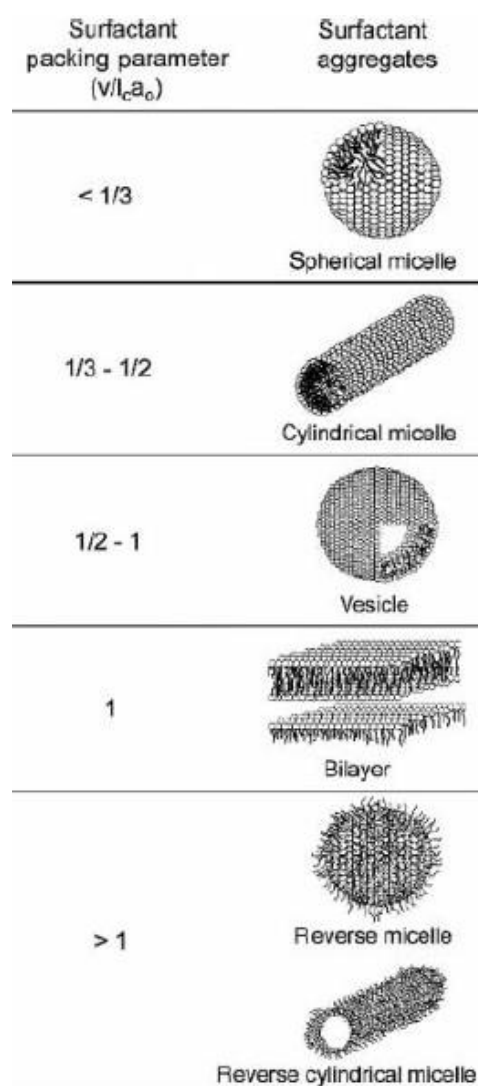 Surfactant
packing parameter
(v/lₒaₒ)
Surfactant
aggregates
< 1/3
Spherical micelle
1/3 - 1/2
Cylindrical micelle
1/2 - 1
Vesicle
1
Bilayer
> 1
Reverse micelle
Reverse cylindrical micelle